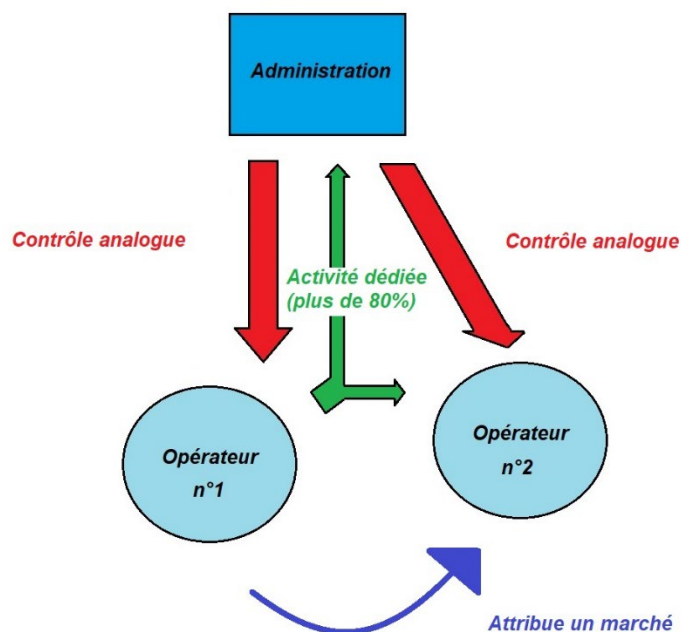 Administration
Contrôle analogue
Contrôle analogue
Activité dédiée
(plus de 80%)
Opérateur
n°1
Opérateur
n°2
Attribue un marché